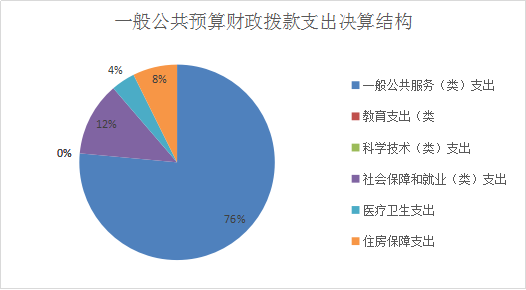 一般公共预算财政拨款支出决算结构
4%
8%
12%
0%
76%
一般公共服务（类）支出
教育支出（类
科学技术（类）支出
社会保障和就业（类）支出
医疗卫生支出
住房保障支出